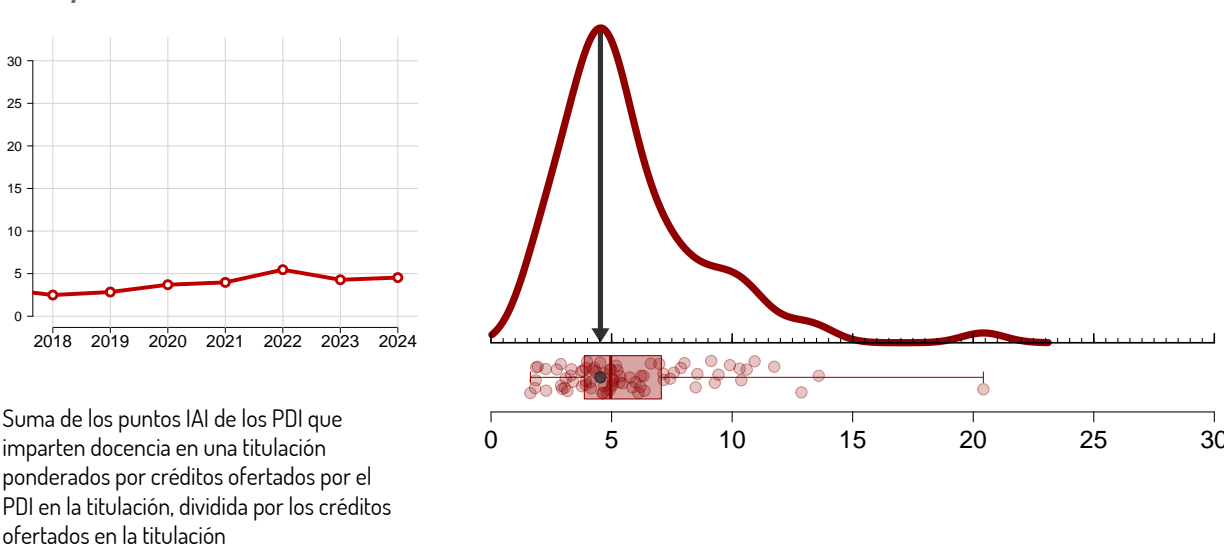 30
25
20
15
10
5
0
2018 2019 2020 2021 2022 2023 2024
Suma de los puntos IAI de los PDI que
imparten docencia en una titulación
ponderados por créditos ofertados por el
PDI en la titulación, dividida por los créditos
ofertados en la titulación
0 5 10 15 20 25 30